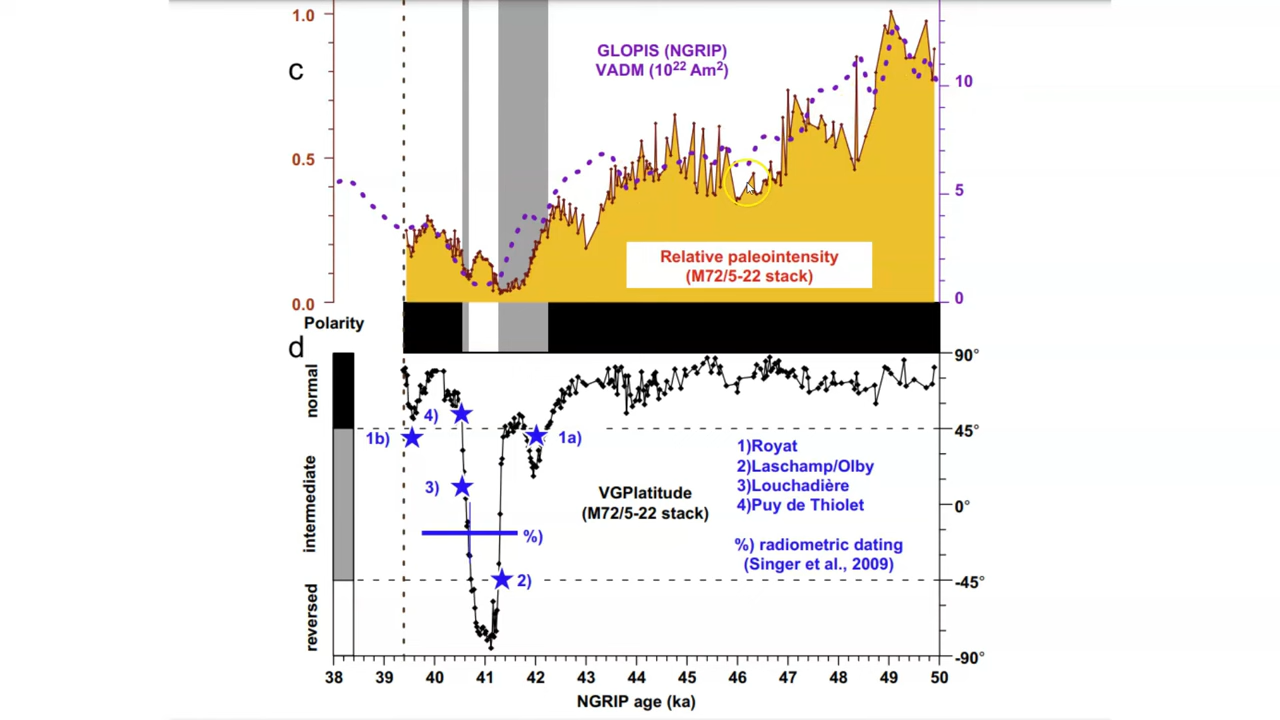 1.0
c
GLOPIS (NGRIP)
VADM (10²² Am²)
10
0.5
5
Relative paleointensity
(M72/5-22 stack)
0.0
0
Polarity
d
90°
normal
4)
1b)
1a)
45°
1)Royat
2)Laschamp/Olby
3)Louchadière
4)Puy de Thiolet
3)
VGPlatitude
(M72/5-22 stack)
0°
intermediate
%)
%) radiometric dating
(Singer et al., 2009)
2)
-45°
reversed
-90°
38 39 40 41 42 43 44 45 46 47 48 49 50
NGRIP age (ka)